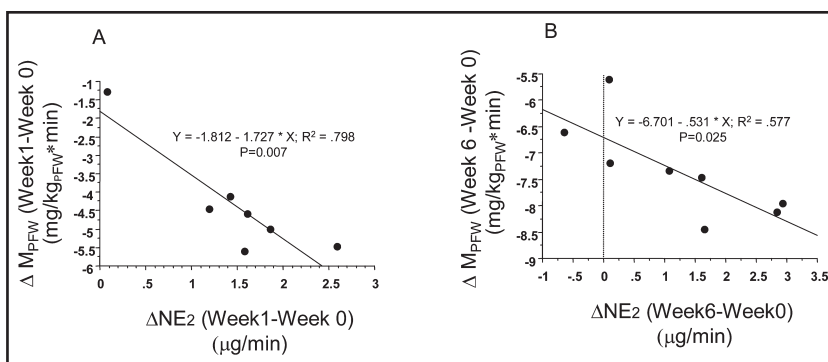 A
Δ M_PFW (Week1-Week 0)
(mg/kg_PFW*min)
-1
-1.5
-2
-2.5
-3
-3.5
-4
-4.5
-5
-5.5
-6
Y = -1.812 - 1.727 * X; R² = .798
P=0.007
0 .5 1 1.5 2 2.5 3
ΔNE₂ (Week1-Week 0)
(μg/min)
B
Δ M_PFW (Week 6 -Week 0)
(mg/kg_PFW*min)
-5.5
-6
-6.5
-7
-7.5
-8
-8.5
-9
Y = -6.701 - .531 * X; R² = .577
P=0.025
-1 -.5 0 .5 1 1.5 2 2.5 3 3.5
ΔNE₂ (Week6-Week0)
(μg/min)